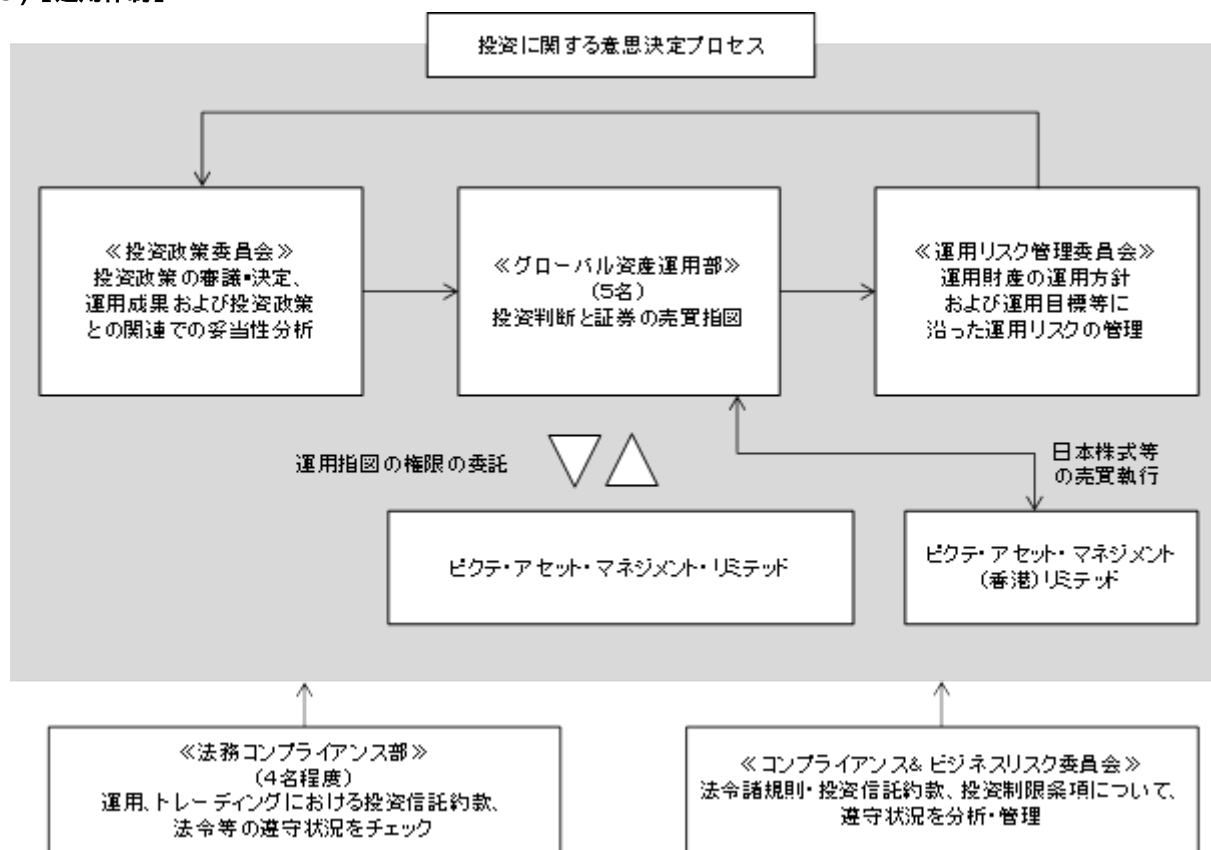 投資に関する意思決定プロセス
≪投資政策委員会≫
投資政策の審議・決定、
運用成果および投資政策
との関連での妥当性分析
≪グローバル資産運用部≫
(5名)
投資判断と証券の売買指図
≪運用リスク管理委員会≫
運用財産の運用方針
および運用目標等に
沿った運用リスクの管理
運用指図の権限の委託
日本株式等
の売買執行
ピクテ・アセット・マネジメント・リミテッド
ピクテ・アセット・マネジメント
(香港)リミテッド
≪法務コンプライアンス部≫
(4名程度)
運用、トレーディングにおける投資信託約款、
法令等の遵守状況をチェック
≪コンプライアンス& ビジネスリスク委員会≫
法令諸規則・投資信託約款、投資制限条項について、
遵守状況を分析・管理